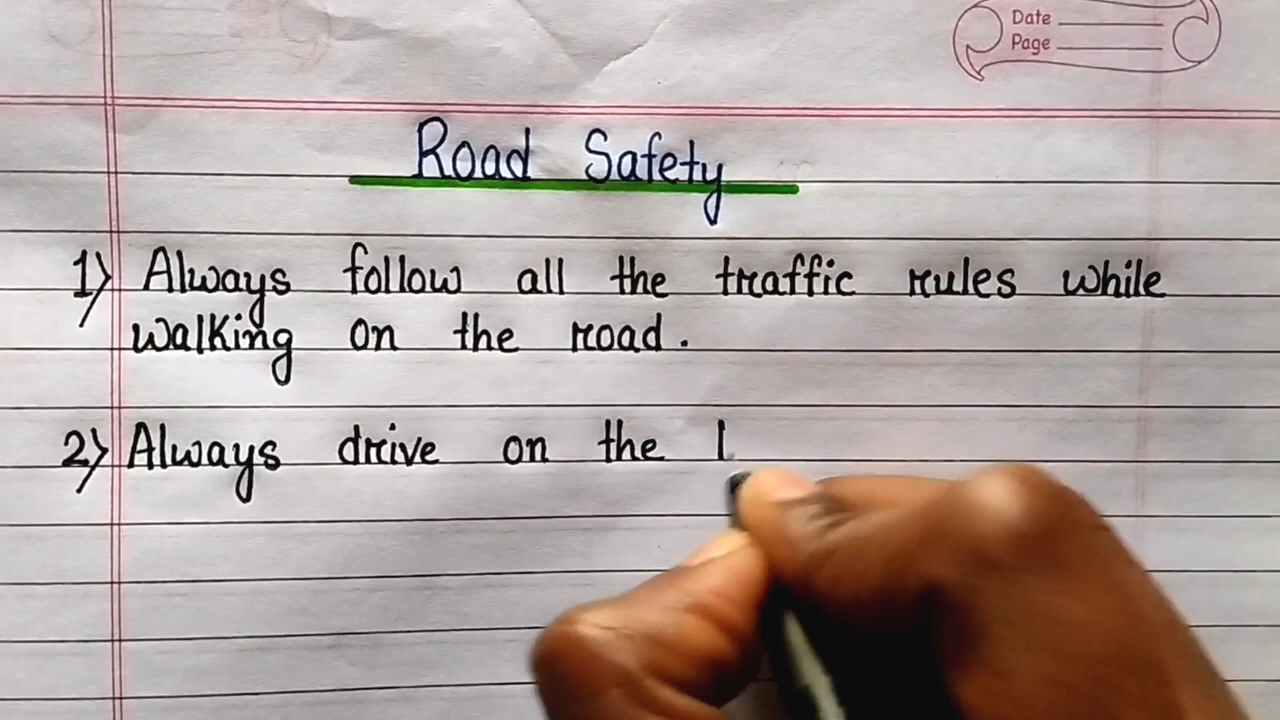 Date
Page
Road Safety
1) Always follow all the traffic rules while
walking on the road.
2) Always drive on the l